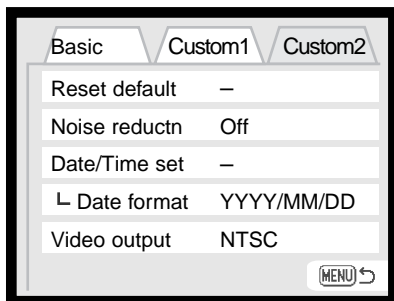 Basic Custom1 Custom2
Reset default –
Noise reductn Off
Date/Time set –
Date format YYYY/MM/DD
Video output NTSC
MENU